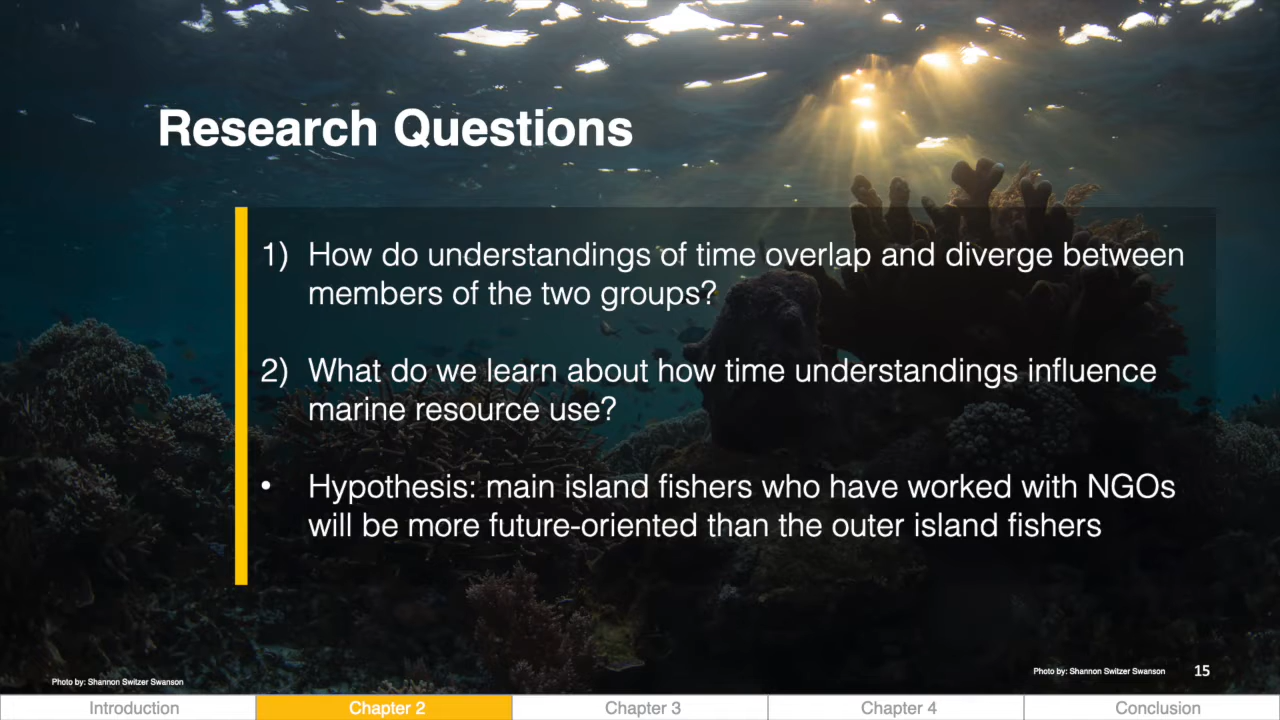 Research Questions
1) How do understandings of time overlap and diverge between
members of the two groups?
2) What do we learn about how time understandings influence
marine resource use?
• Hypothesis: main island fishers who have worked with NGOs
will be more future-oriented than the outer island fishers
Photo by: Shannon Switzer Swanson
15
Photo by: Shannon Switzer Swanson
Introduction
Chapter 2
Chapter 3
Chapter 4
Conclusion